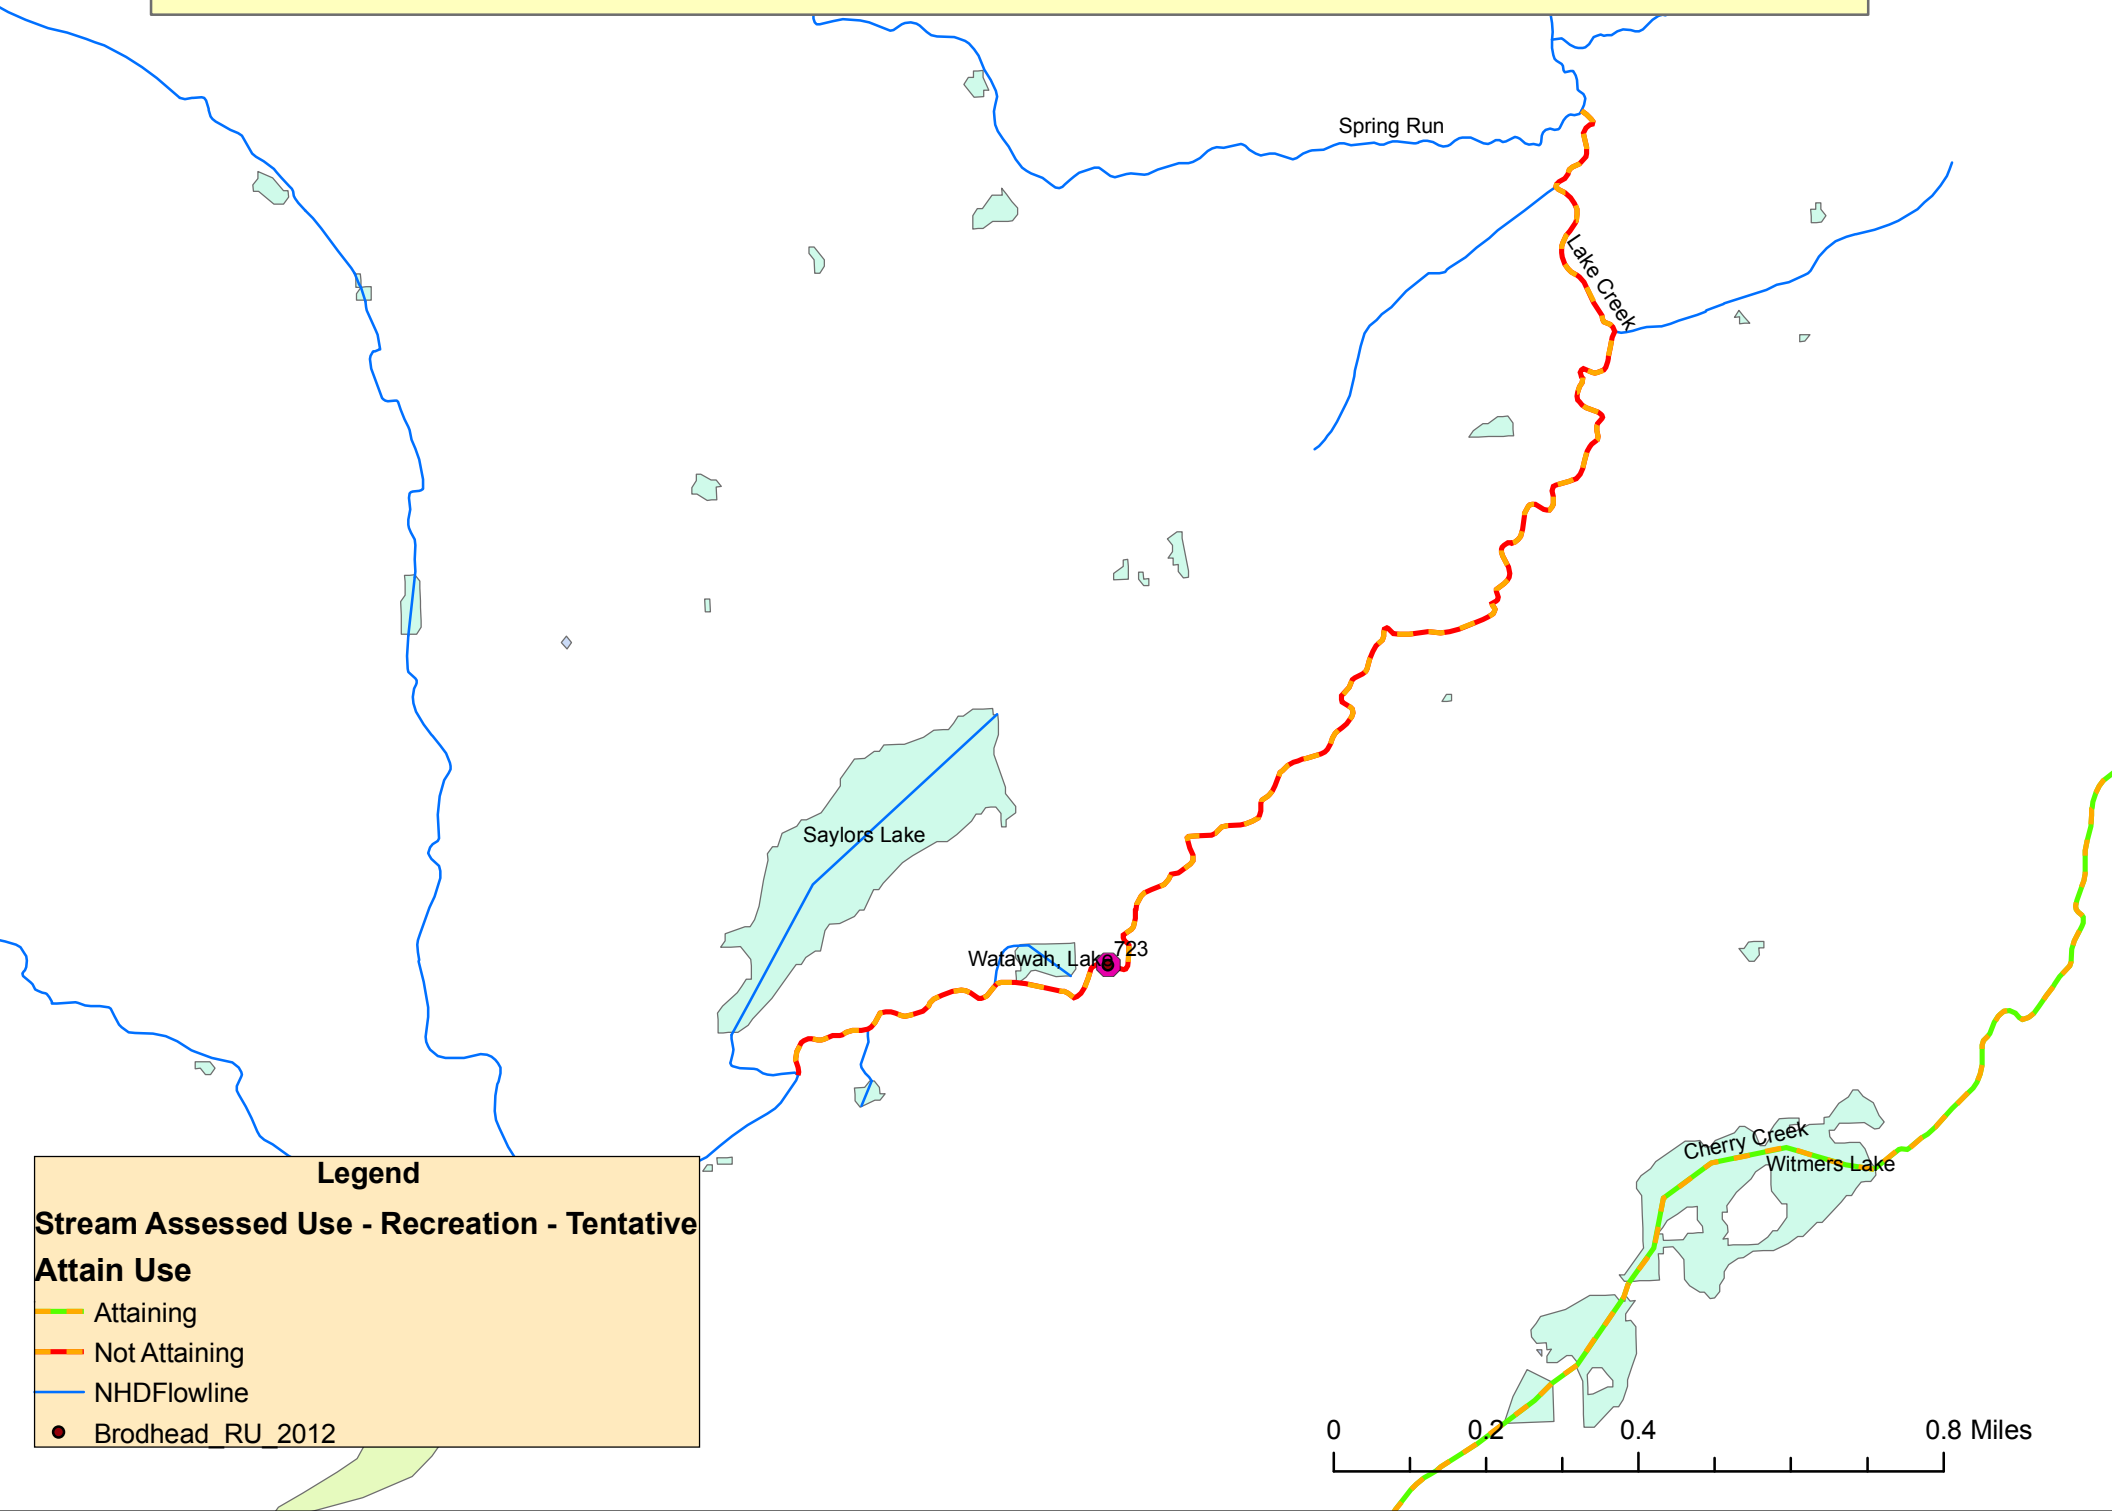 Spring Run
Lake Creek
Saylors Lake
Watawah, Lake
723
Cherry Creek
Witmers Lake
Legend
Stream Assessed Use - Recreation - Tentative
Attain Use
Attaining
Not Attaining
NHDFlowline
Brodhead_RU_2012
0 0.2 0.4 0.8 Miles